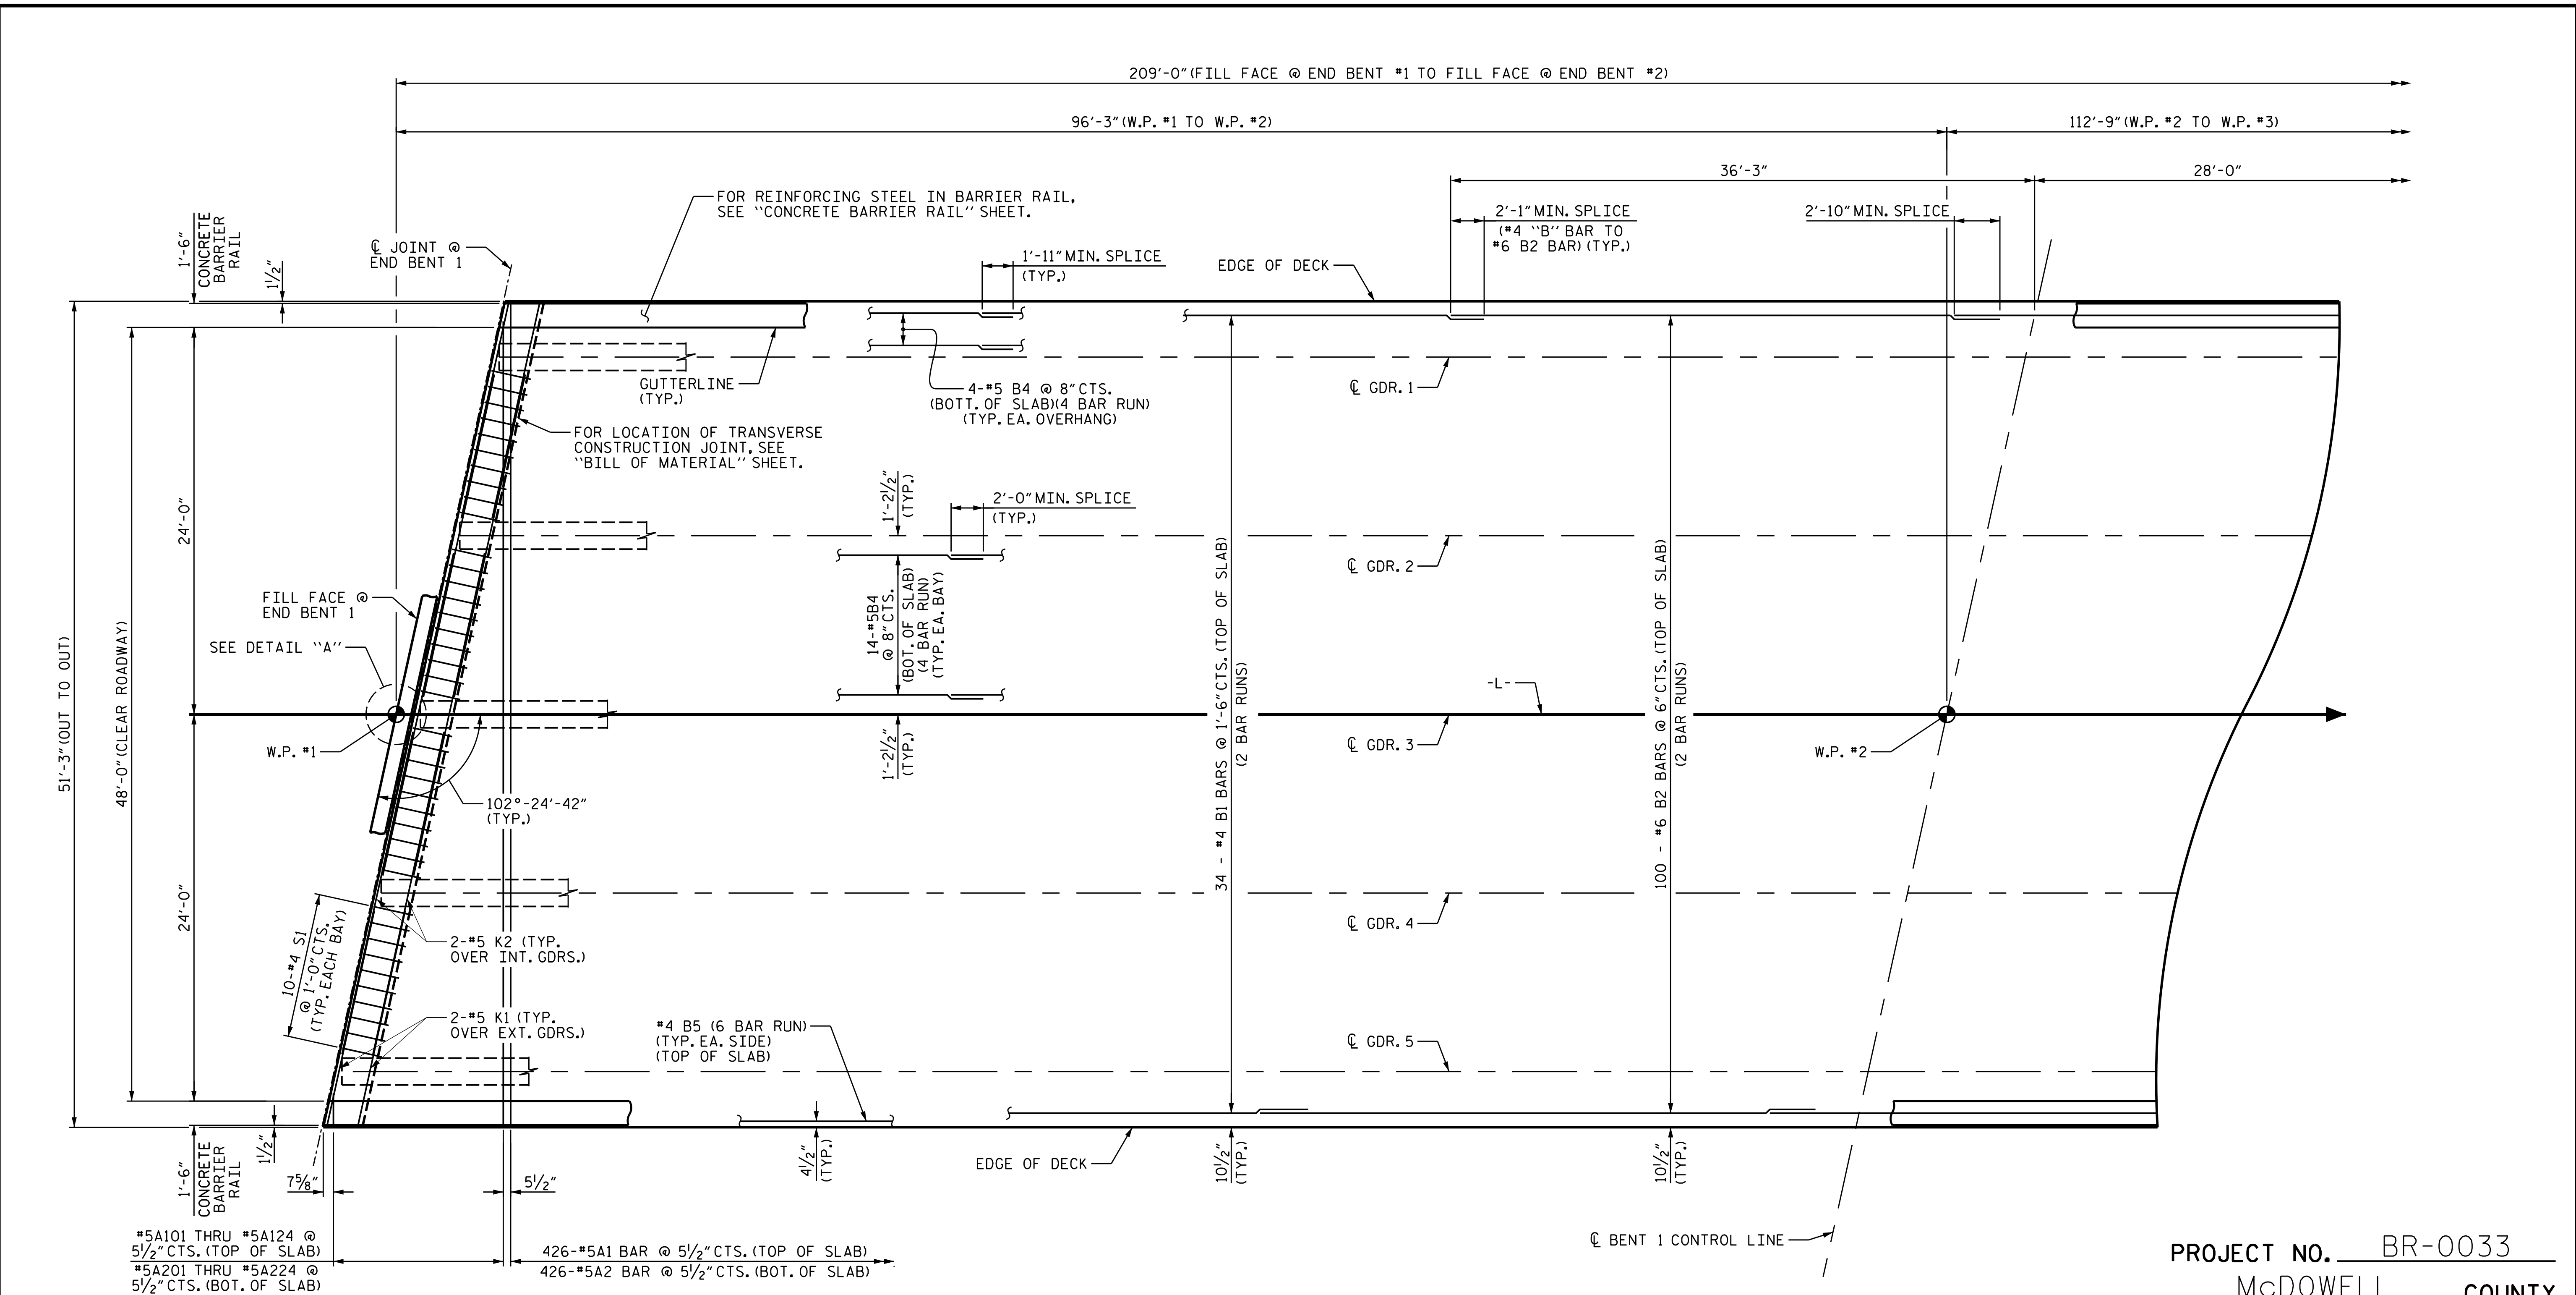 209'-0" (FILL FACE @ END BENT #1 TO FILL FACE @ END BENT #2)
96'-3" (W.P. #1 TO W.P. #2)
112'-9" (W.P. #2 TO W.P. #3)
36'-3"
28'-0"
FOR REINFORCING STEEL IN BARRIER RAIL,
SEE ``CONCRETE BARRIER RAIL'' SHEET.
2'-1" MIN. SPLICE
(#4 ``B'' BAR TO
#6 B2 BAR) (TYP.)
2'-10" MIN. SPLICE
1'-6"
CONCRETE
BARRIER
RAIL
1½"
℄ JOINT @
END BENT 1
1'-11" MIN. SPLICE
(TYP.)
EDGE OF DECK
GUTTERLINE
(TYP.)
4-#5 B4 @ 8" CTS.
(BOTT. OF SLAB)(4 BAR RUN)
(TYP. EA. OVERHANG)
℄ GDR. 1
FOR LOCATION OF TRANSVERSE
CONSTRUCTION JOINT, SEE
``BILL OF MATERIAL'' SHEET.
1'-2½"
(TYP.)
2'-0" MIN. SPLICE
(TYP.)
24'-0"
℄ GDR. 2
FILL FACE @
END BENT 1
SEE DETAIL ``A''
14-#5B4
@ 8" CTS.
(BOT. OF SLAB)
(4 BAR RUN)
(TYP. EA. BAY)
34 - #4 B1 BARS @ 1'-6" CTS. (TOP OF SLAB)
(2 BAR RUNS)
100 - #6 B2 BARS @ 6" CTS. (TOP OF SLAB)
(2 BAR RUNS)
51'-3" (OUT TO OUT)
48'-0" (CLEAR ROADWAY)
-L-
W.P. #1
1'-2½"
(TYP.)
℄ GDR. 3
W.P. #2
102°-24'-42"
(TYP.)
24'-0"
℄ GDR. 4
10-#4 S1
@ 1'-0" CTS.
(TYP. EACH BAY)
2-#5 K2 (TYP.
OVER INT. GDRS.)
2-#5 K1 (TYP.
OVER EXT. GDRS.)
#4 B5 (6 BAR RUN)
(TYP. EA. SIDE)
(TOP OF SLAB)
℄ GDR. 5
1'-6"
CONCRETE
BARRIER
RAIL
1½"
7⅝"
5½"
4½"
(TYP.)
EDGE OF DECK
10½"
(TYP.)
10½"
(TYP.)
℄ BENT 1 CONTROL LINE
#5A101 THRU #5A124 @
5½" CTS. (TOP OF SLAB)
#5A201 THRU #5A224 @
5½" CTS. (BOT. OF SLAB)
426-#5A1 BAR @ 5½" CTS. (TOP OF SLAB)
426-#5A2 BAR @ 5½" CTS. (BOT. OF SLAB)
PROJECT NO. BR-0033
McDOWELL COUNTY